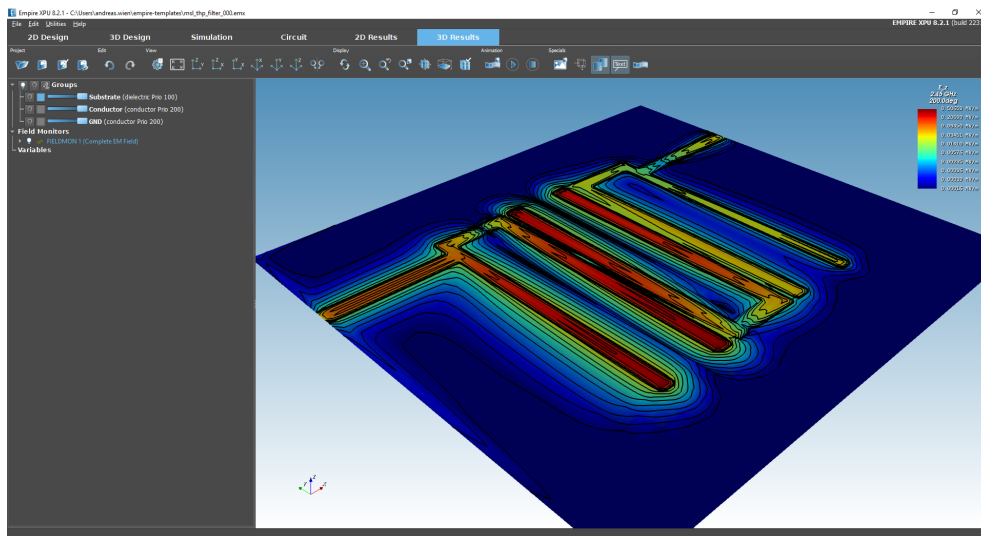 Empire XPU 8.2.1 - C:\Users\andreas.wien\empire-templates\msl_thp_filter_000.emx
File Edit Utilities Help
EMPIRE XPU 8.2.1 (build 223
2D Design 3D Design Simulation Circuit 2D Results 3D Results
Project Edit View Display Animation Specials
Groups
Substrate (dielectric Prio 100)
Conductor (conductor Prio 200)
GND (conductor Prio 200)
Field Monitors
FIELDMON 1 (Complete EM Field)
Variables
2.45 GHz
200.0deg
z
y
x